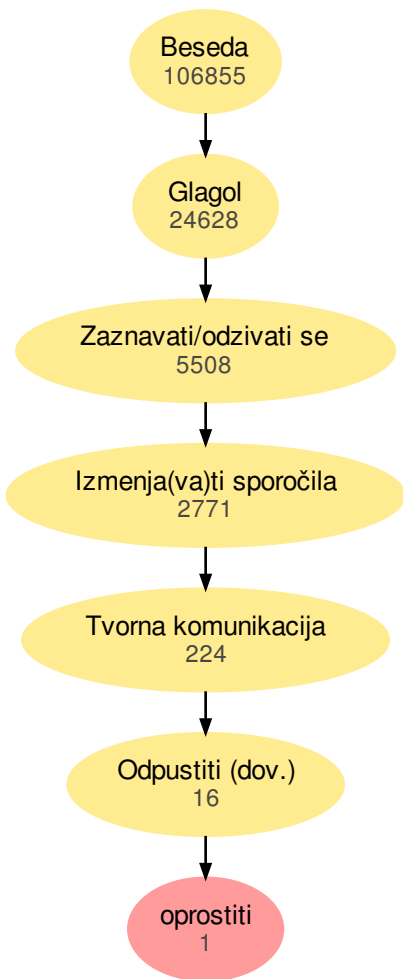 Beseda
106855
Glagol
24628
Zaznavati/odzivati se
5508
Izmenja(va)ti sporočila
2771
Tvorna komunikacija
224
Odpustiti (dov.)
16
oprostiti
1